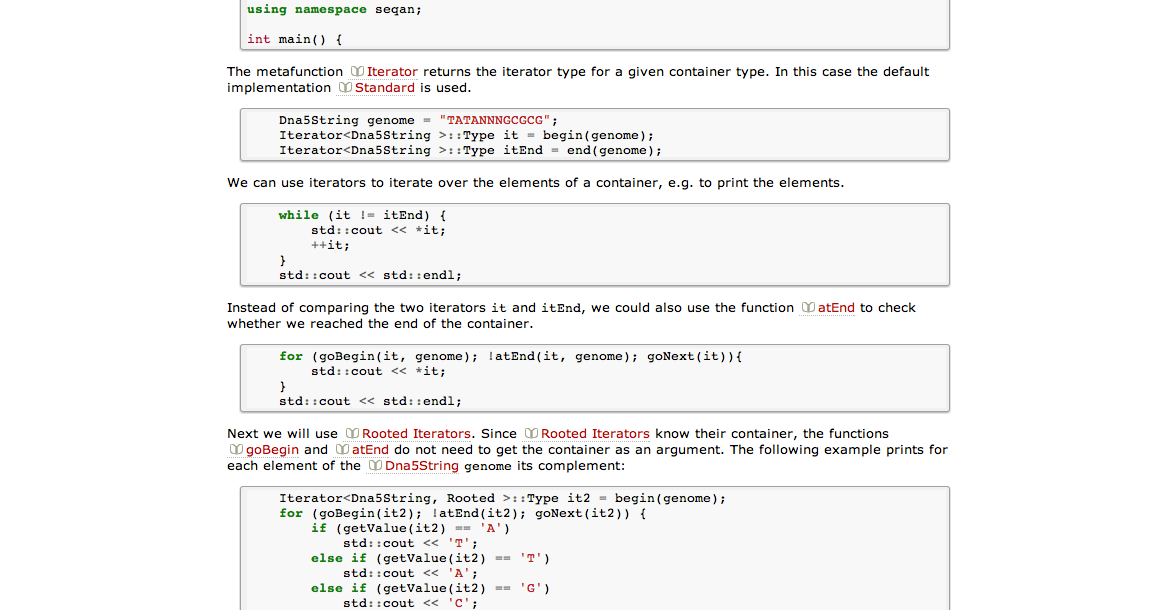 using namespace seqan;
int main() {
The metafunction Iterator returns the iterator type for a given container type. In this case the default
implementation Standard is used.
Dna5String genome = "TATANNNGCGCG";
Iterator<Dna5String >::Type it = begin(genome);
Iterator<Dna5String >::Type itEnd = end(genome);
We can use iterators to iterate over the elements of a container, e.g. to print the elements.
while (it != itEnd) {
std::cout << *it;
++it;
}
std::cout << std::endl;
Instead of comparing the two iterators it and itEnd, we could also use the function atEnd to check
whether we reached the end of the container.
for (goBegin(it, genome); !atEnd(it, genome); goNext(it)){
std::cout << *it;
}
std::cout << std::endl;
Next we will use Rooted Iterators. Since Rooted Iterators know their container, the functions
goBegin and atEnd do not need to get the container as an argument. The following example prints for
each element of the Dna5String genome its complement:
Iterator<Dna5String, Rooted >::Type it2 = begin(genome);
for (goBegin(it2); !atEnd(it2); goNext(it2)) {
if (getValue(it2) == 'A')
std::cout << 'T';
else if (getValue(it2) == 'T')
std::cout << 'A';
else if (getValue(it2) == 'G')
std::cout << 'C';